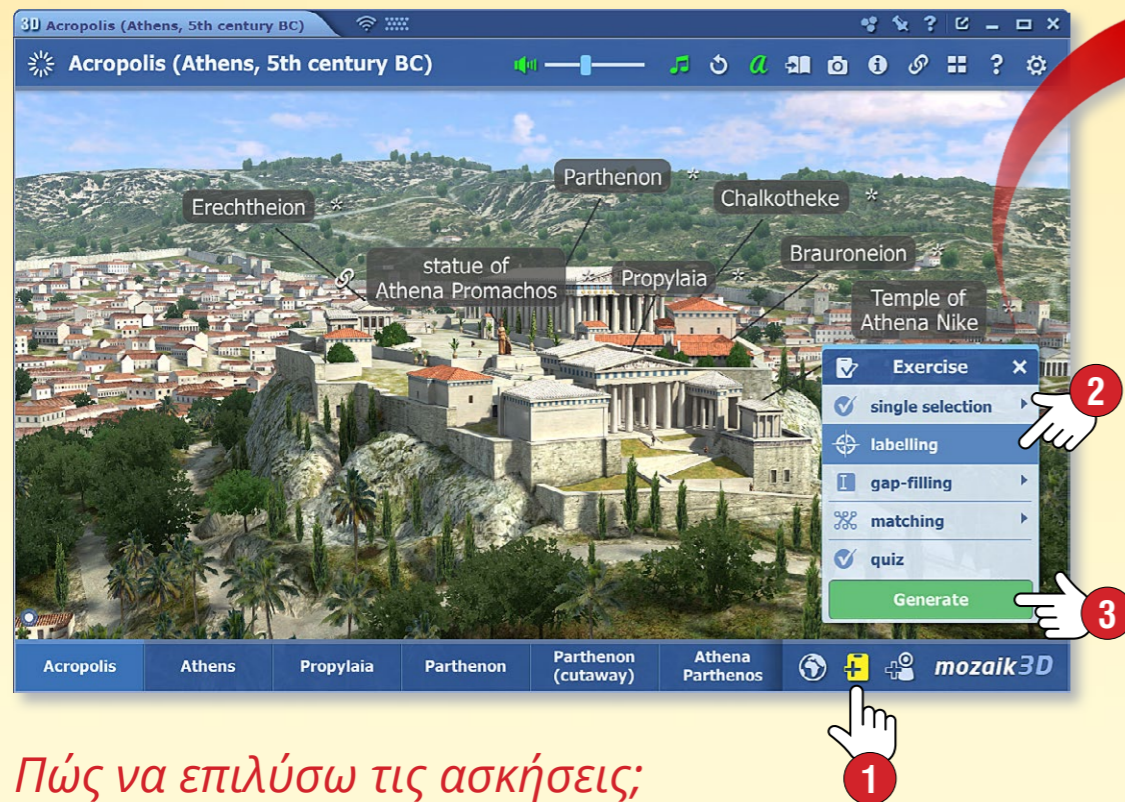 3D Acropolis (Athens, 5th century BC)
Acropolis (Athens, 5th century BC)
Parthenon
Chalkotheke
Erechtheion
Brauroneion
statue of
Athena Promachos
Propylaia
Temple of
Athena Nike
Exercise
single selection
labelling
gap-filling
matching
quiz
Generate
2
3
Acropolis
Athens
Propylaia
Parthenon
Parthenon
(cutaway)
Athena
Parthenos
mozaik3D
1
Πώς να επιλύσω τις ασκήσεις;